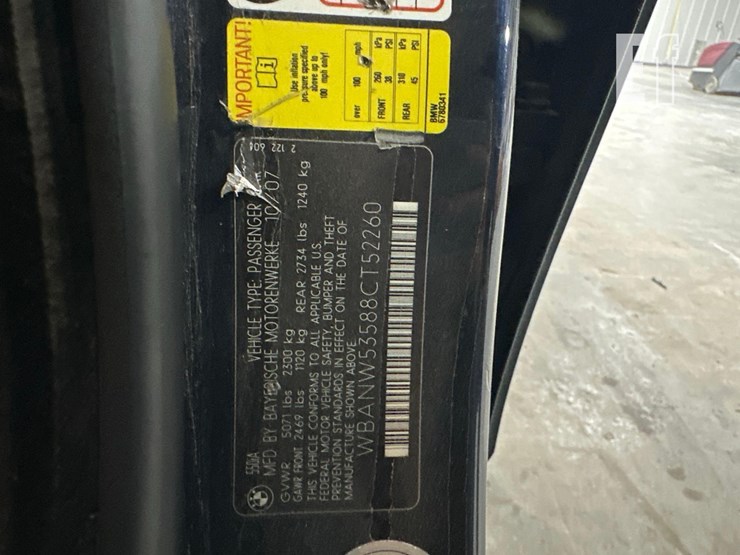 IMPORTANT!
Use inflation
pressure specified
above up to
100 mph only!
over 100 mph
kPa PSI kPa PSI
FRONT 260 38
REAR 310 45
BMW
6780341
2 122 604
550iA VEHICLE TYPE: PASSENGER
MFD BY BAYERISCHE MOTORENWERKE 10/07
GVWR 5071 lbs 2300 kg
GAWR FRONT 2469 lbs 1120 kg REAR 2734 lbs 1240 kg
THIS VEHICLE CONFORMS TO ALL APPLICABLE U.S.
FEDERAL MOTOR VEHICLE SAFETY, BUMPER AND THEFT
PREVENTION STANDARDS IN EFFECT ON THE DATE OF
MANUFACTURE SHOWN ABOVE
WBANW53588CT52260